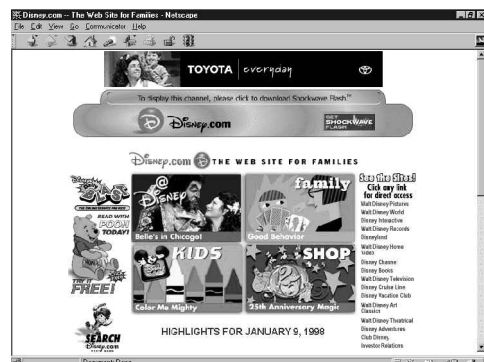 Disney.com -- The Web Site for Families - Netscape
File Edit View Go Communicator Help
TOYOTA | everyday
To display this channel, please click to download Shockwave Flash.™
Disney.com
GET SHOCKWAVE FLASH
Disney.com THE WEB SITE FOR FAMILIES
Disney's
BLAST
READ WITH
POOH
TODAY!
TRY IT
FREE!
SEARCH
Disney.com
Belle's in Chicago!
family
Good Behavior
KIDS
Color Me Mighty
SHOP
25th Anniversary Magic
See the Sites!
Click any link
for direct access
Walt Disney Pictures
Walt Disney World
Disney Interactive
Walt Disney Records
Disneyland
Walt Disney Home
Video
Disney Channel
Disney Books
Walt Disney Television
Disney Cruise Line
Disney Vacation Club
Walt Disney Art
Classics
Walt Disney Theatrical
Disney Adventures
Club Disney
Investor Relations
HIGHLIGHTS FOR JANUARY 9, 1998
Document: Done